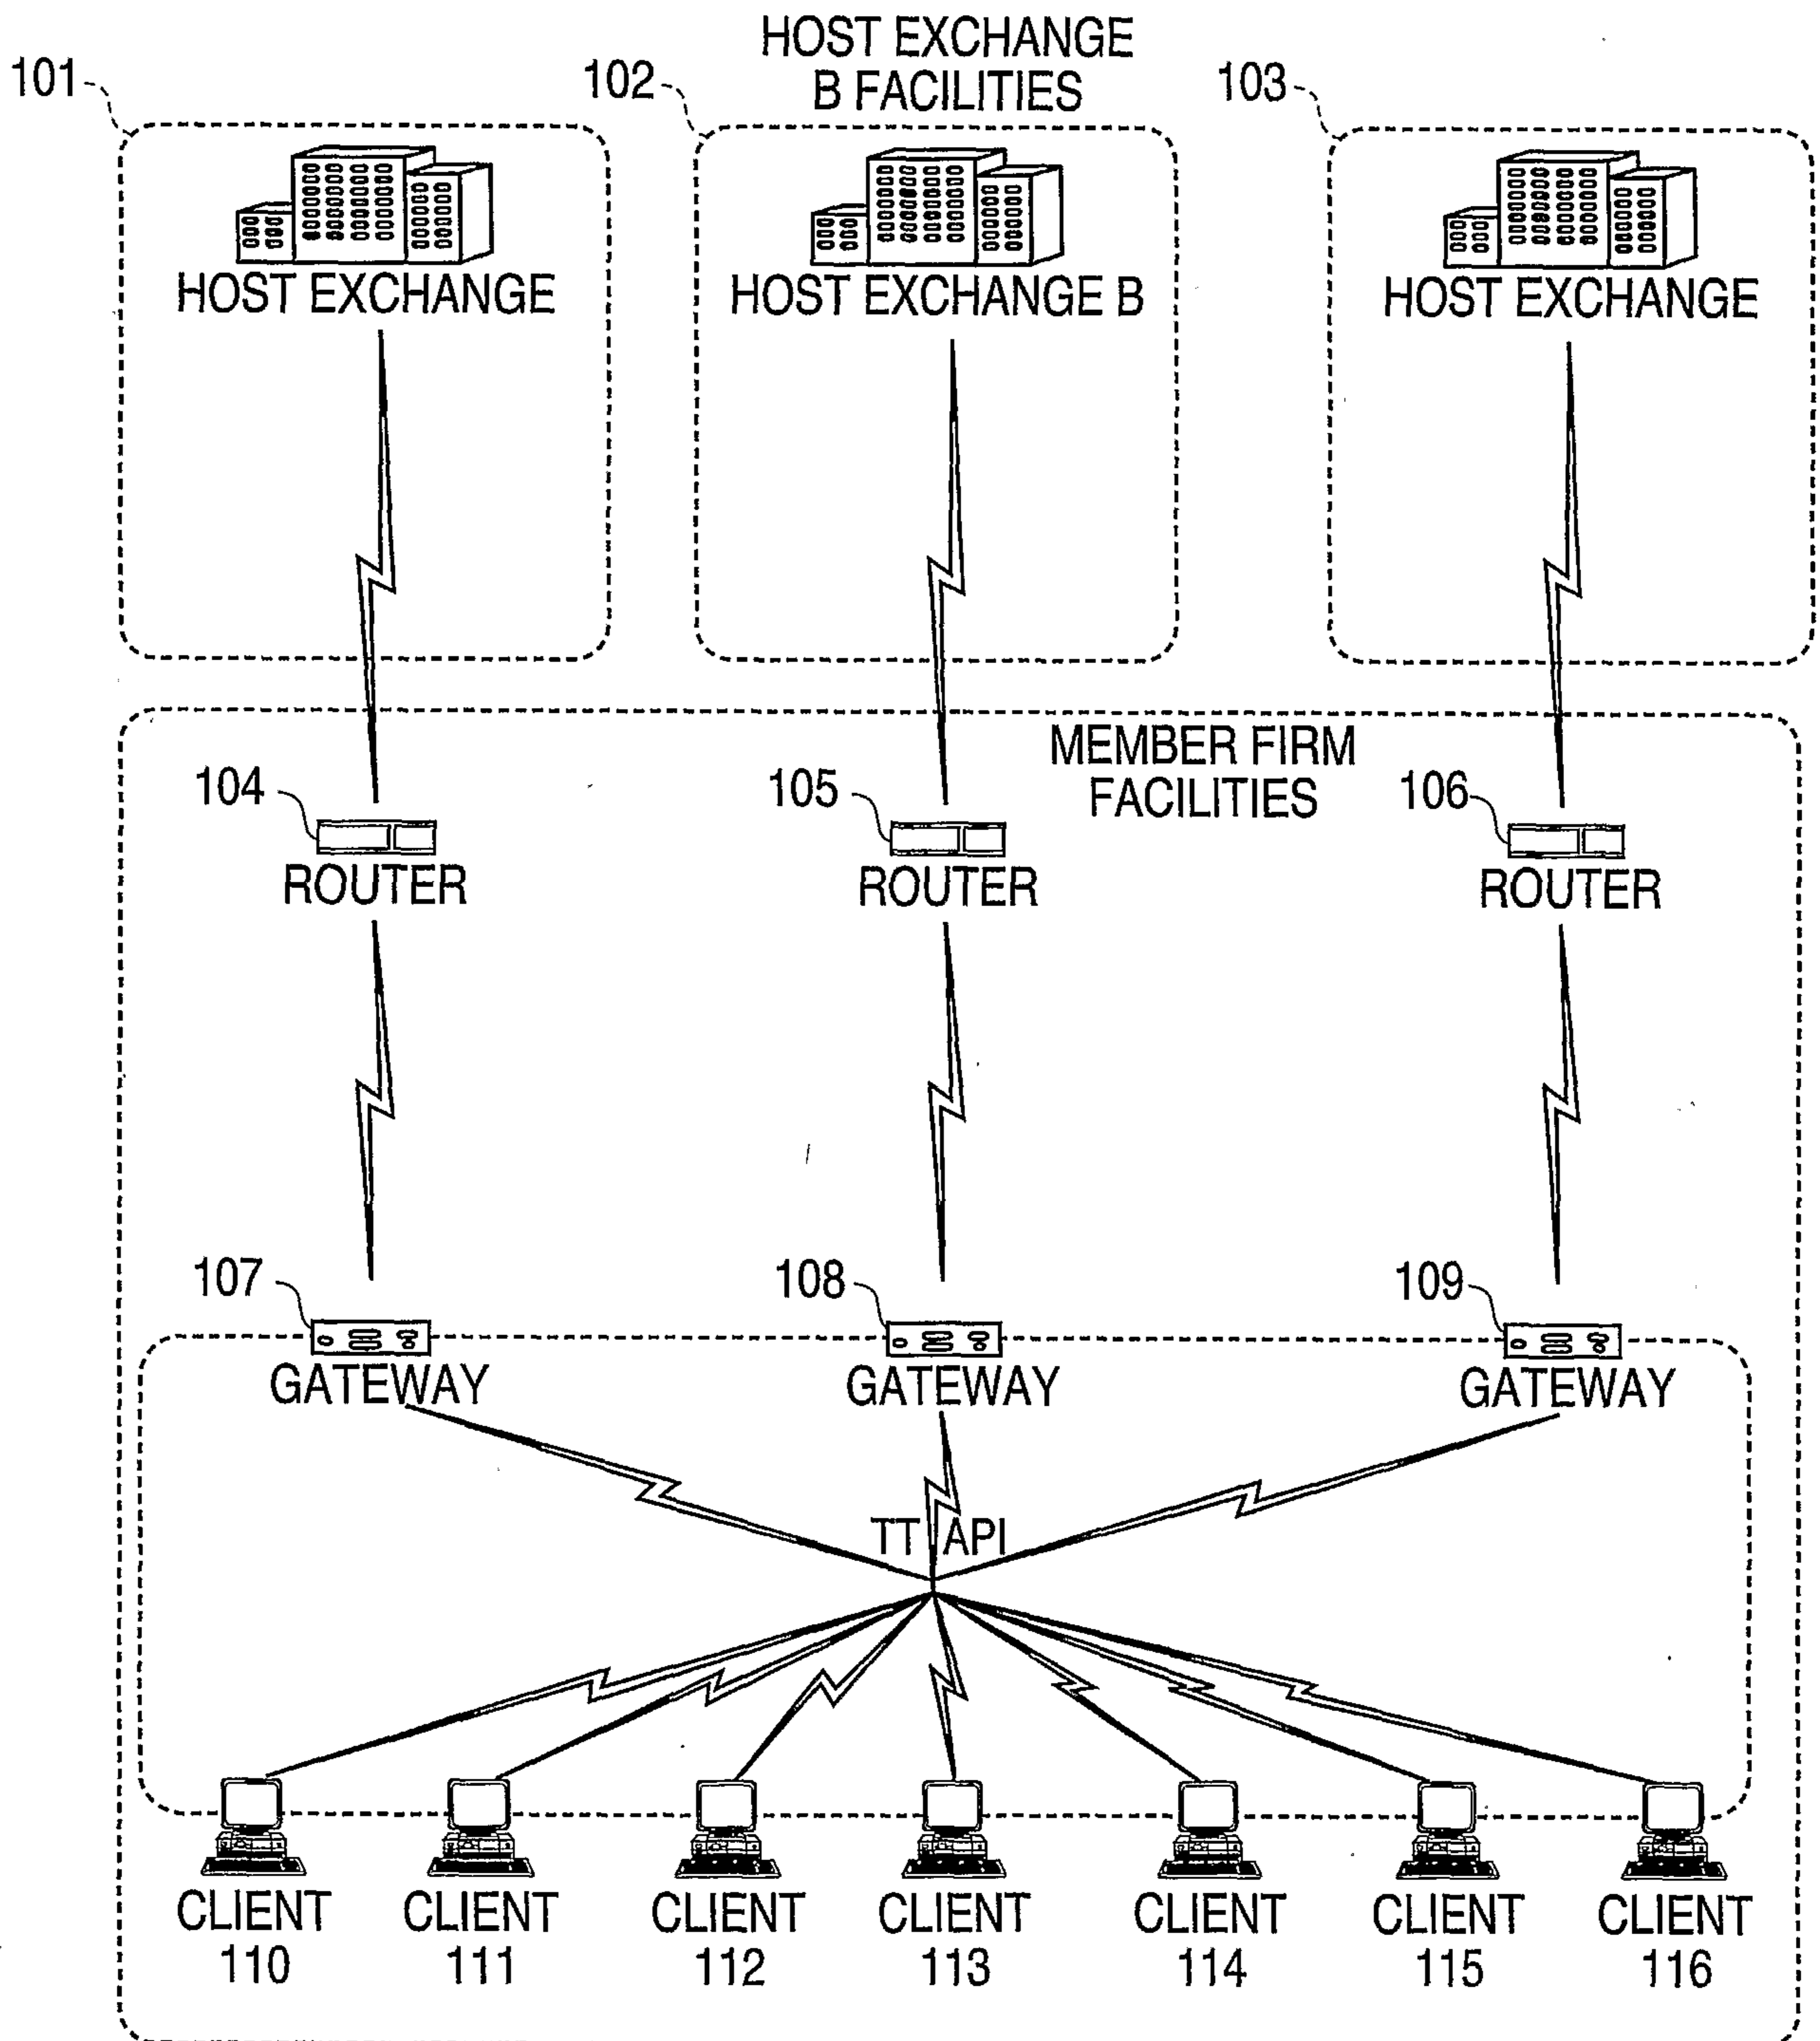 HOST EXCHANGE
B FACILITIES
101
102
103
HOST EXCHANGE
HOST EXCHANGE B
HOST EXCHANGE
MEMBER FIRM
FACILITIES
104
105
106
ROUTER
ROUTER
ROUTER
107
108
109
GATEWAY
GATEWAY
GATEWAY
TT API
CLIENT
110
CLIENT
111
CLIENT
112
CLIENT
113
CLIENT
114
CLIENT
115
CLIENT
116